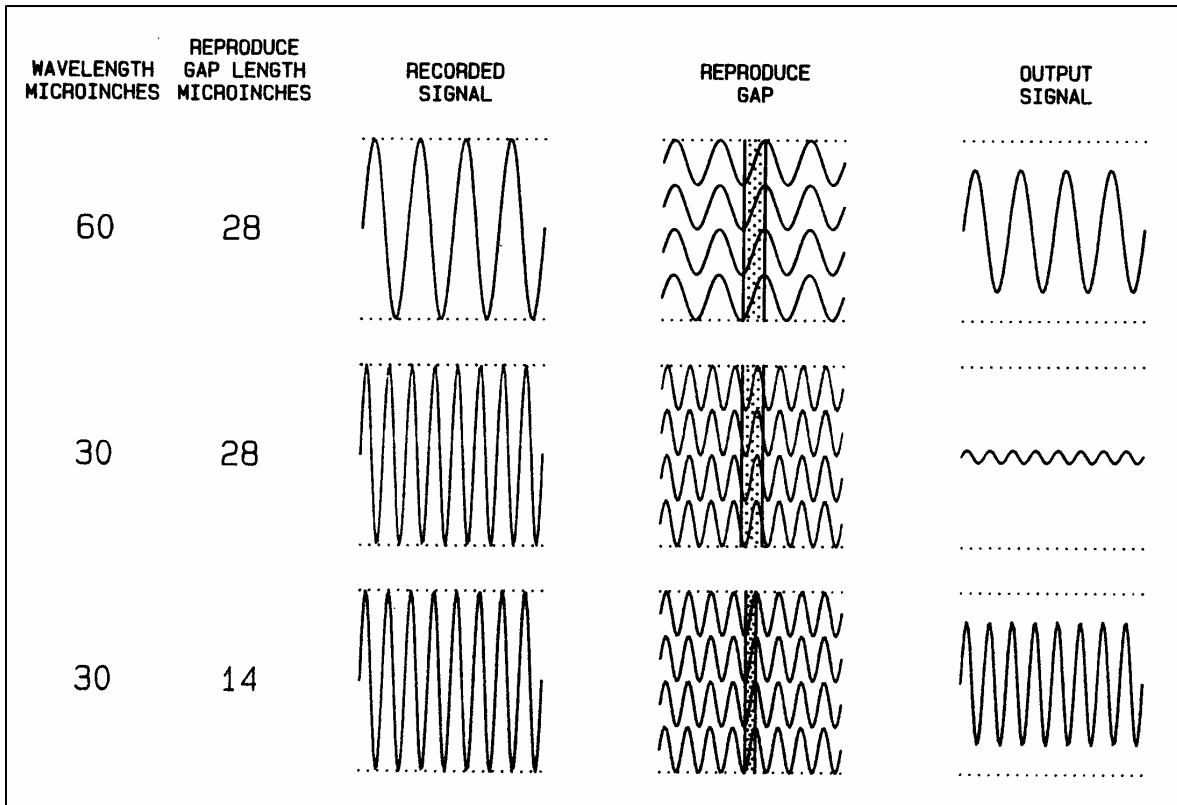 WAVELENGTH
MICROINCHES
REPRODUCE
GAP LENGTH
MICROINCHES
RECORDED
SIGNAL
REPRODUCE
GAP
OUTPUT
SIGNAL
60 28
30 28
30 14